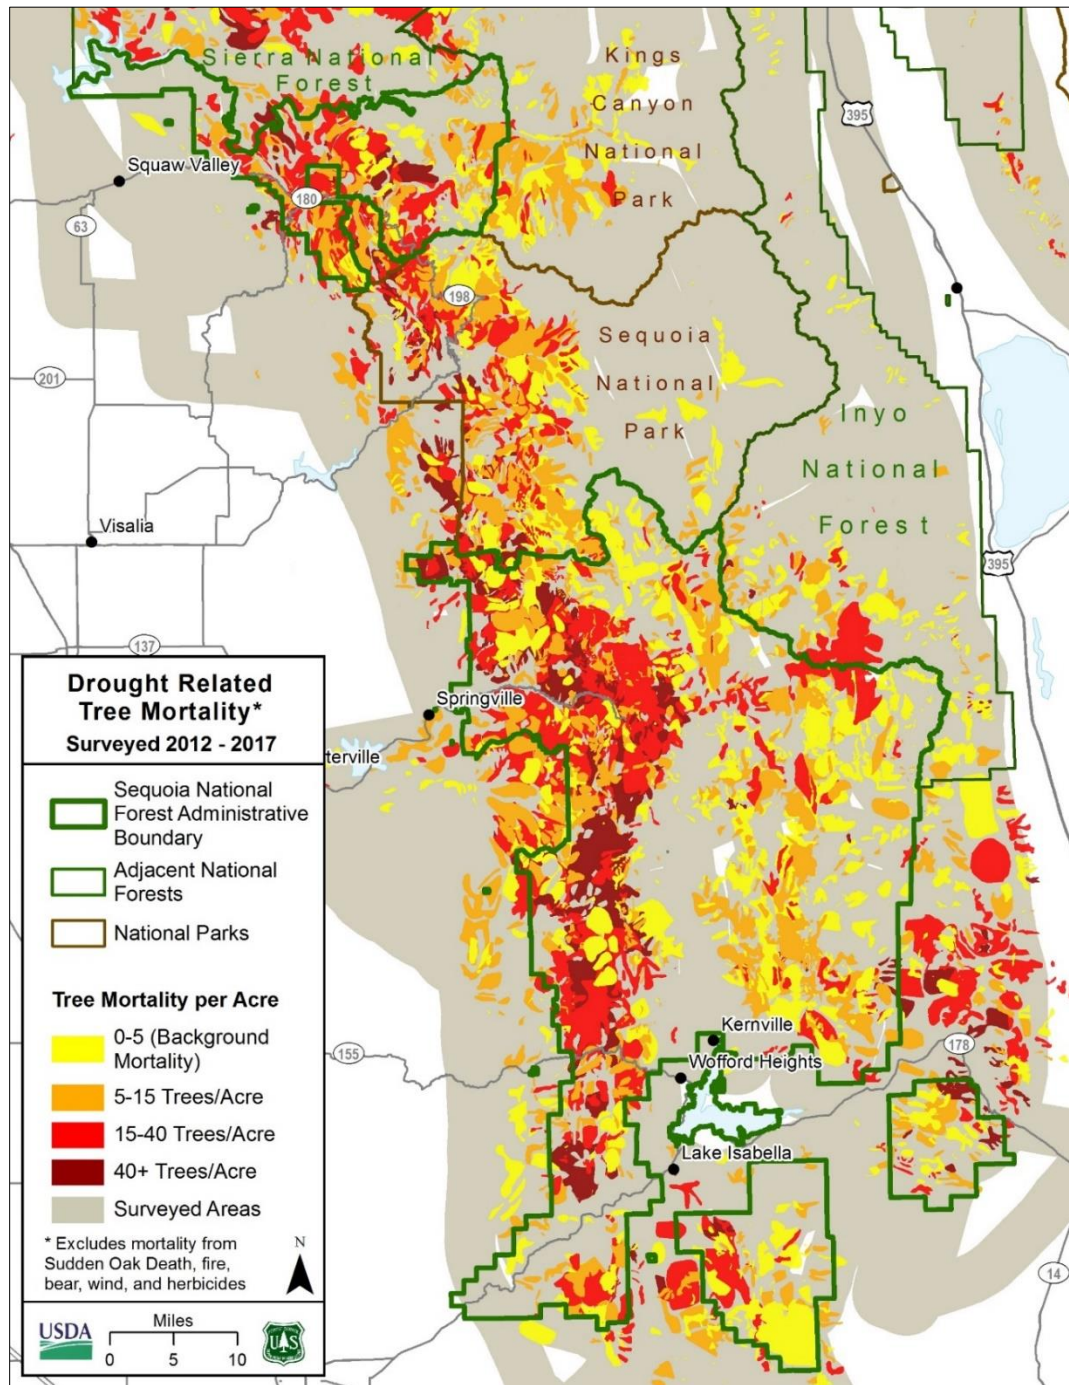 Sierra National
Forest
Kings
Canyon
National
Park
395
Squaw Valley
180
63
198
Sequoia
National
Park
201
Inyo
National
Forest
Visalia
395
137
Springville
terville
Drought Related
Tree Mortality*
Surveyed 2012 - 2017
Sequoia National
Forest Administrative
Boundary
Adjacent National
Forests
National Parks
Tree Mortality per Acre
0-5 (Background
Mortality)
5-15 Trees/Acre
15-40 Trees/Acre
40+ Trees/Acre
Surveyed Areas
* Excludes mortality from
Sudden Oak Death, fire,
bear, wind, and herbicides
N
USDA
Miles
0 5 10
U S
155
Kernville
Wofford Heights
178
Lake Isabella
14